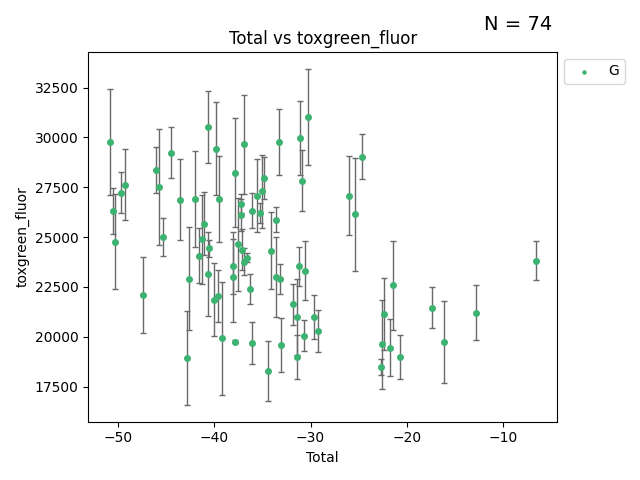 N = 74
Total vs toxgreen_fluor
G
toxgreen_fluor
32500
30000
27500
25000
22500
20000
17500
−50 −40 −30 −20 −10
Total